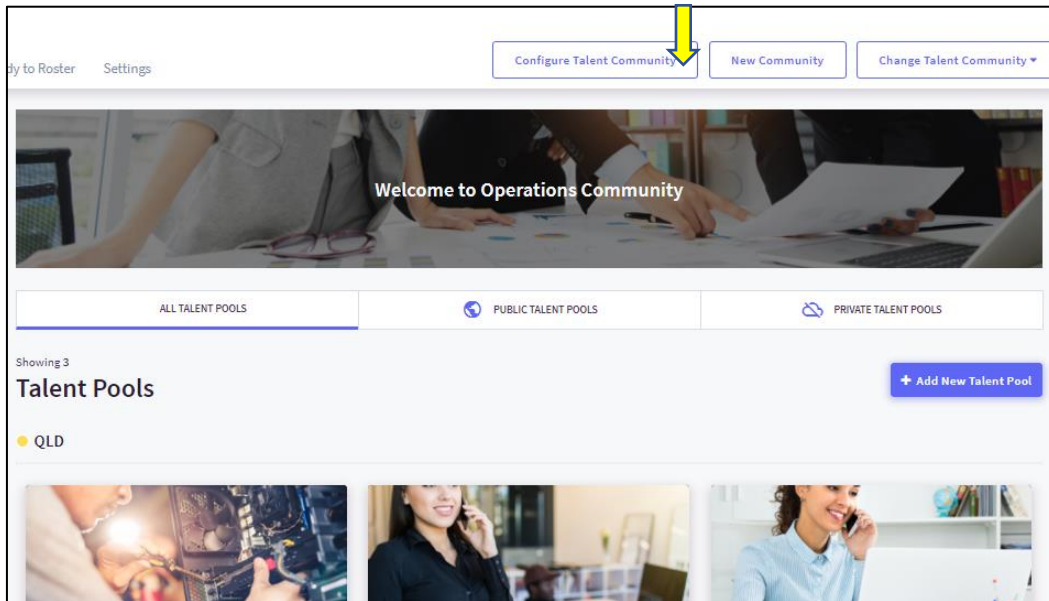 dy to Roster Settings Configure Talent Community New Community Change Talent Community
Welcome to Operations Community
ALL TALENT POOLS PUBLIC TALENT POOLS PRIVATE TALENT POOLS
Showing 3
Talent Pools
+ Add New Talent Pool
QLD